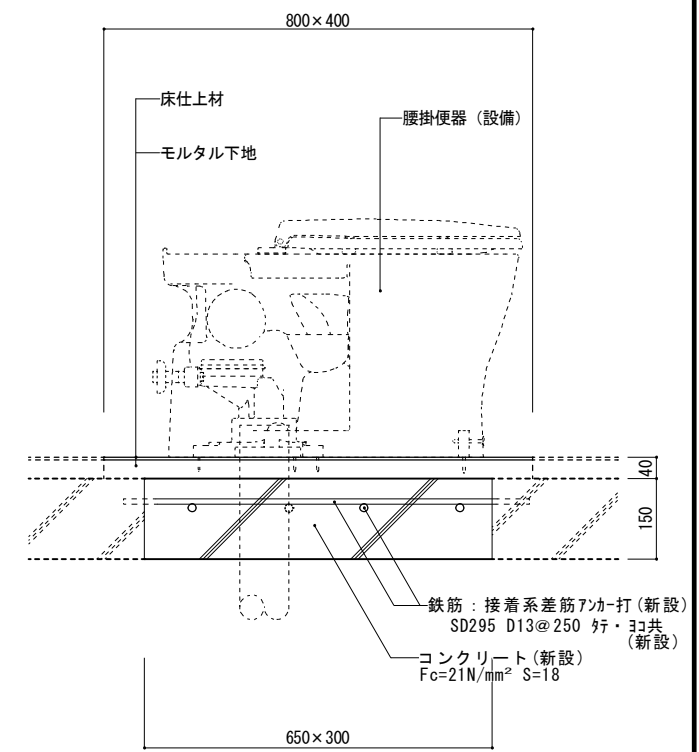 800×400
床仕上材
腰掛便器（設備）
モルタル下地
40
150
鉄筋：接着系差筋ｱﾝｶｰ打(新設)
SD295 D13@250 ﾀﾃ・ﾖｺ共
(新設)
コンクリート(新設)
Fc=21N/mm² S=18
650×300